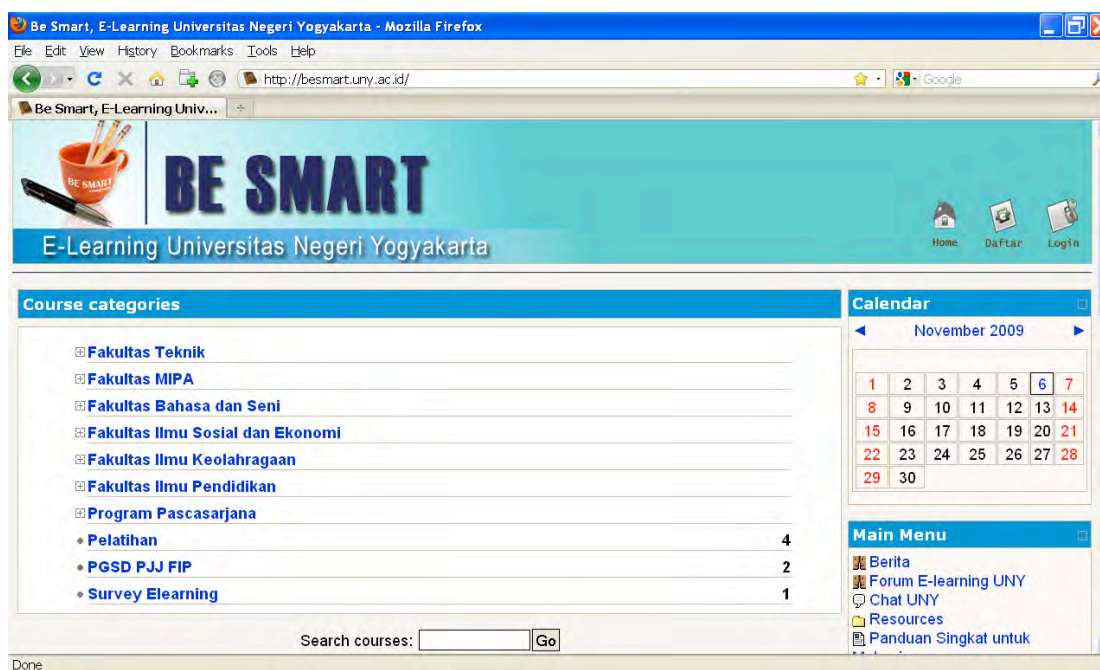 Be Smart, E-Learning Universitas Negeri Yogyakarta - Mozilla Firefox
File Edit View History Bookmarks Tools Help
http://besmart.uny.ac.id/
Google
Be Smart, E-Learning Univ...
BE SMART
BE SMART
E-Learning Universitas Negeri Yogyakarta
Home Daftar Login
Course categories
Fakultas Teknik
Fakultas MIPA
Fakultas Bahasa dan Seni
Fakultas Ilmu Sosial dan Ekonomi
Fakultas Ilmu Keolahragaan
Fakultas Ilmu Pendidikan
Program Pascasarjana
Pelatihan 4
PGSD PJJ FIP 2
Survey Elearning 1
Search courses: Go
Calendar
November 2009
1 2 3 4 5 6 7
8 9 10 11 12 13 14
15 16 17 18 19 20 21
22 23 24 25 26 27 28
29 30
Main Menu
Berita
Forum E-learning UNY
Chat UNY
Resources
Panduan Singkat untuk
Done